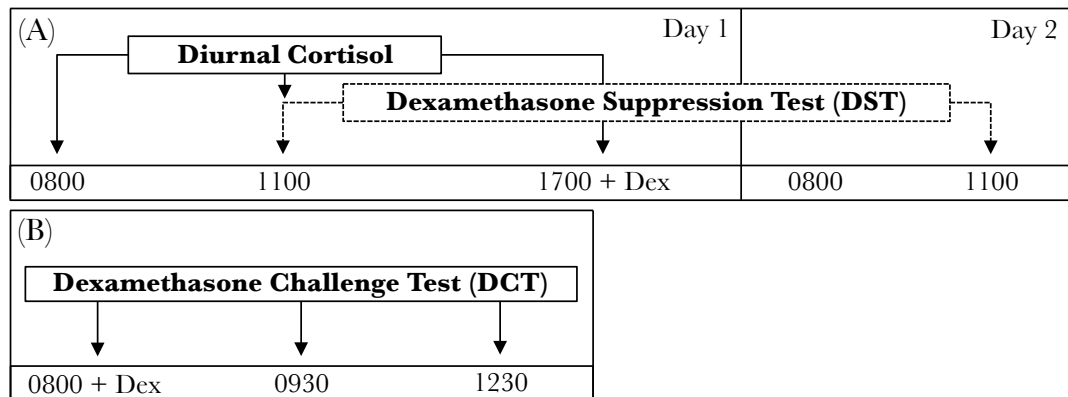 (A)
Day 1
Day 2
Diurnal Cortisol
Dexamethasone Suppression Test (DST)
0800
1100
1700 + Dex
0800
1100
(B)
Dexamethasone Challenge Test (DCT)
0800 + Dex
0930
1230